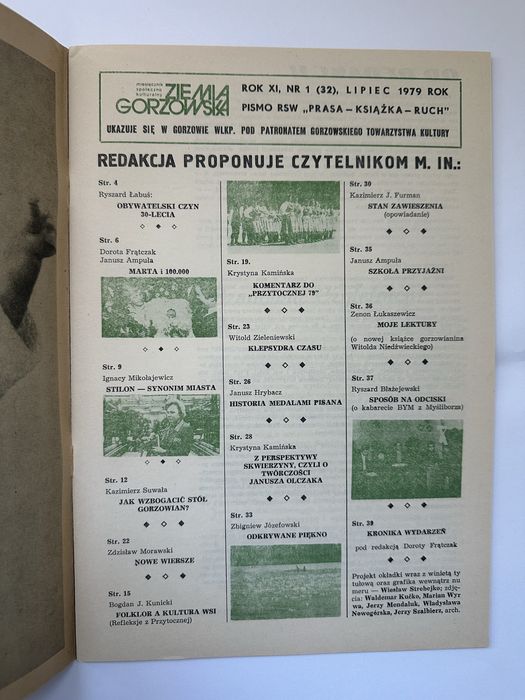 miesięcznik
społeczno
kulturalny
ZIEMIA
GORZOWSKA
ROK XI, NR 1 (32), LIPIEC 1979 ROK
PISMO RSW „PRASA – KSIĄŻKA – RUCH"
UKAZUJE SIĘ W GORZOWIE WLKP. POD PATRONATEM GORZOWSKIEGO TOWARZYSTWA KULTURY
REDAKCJA PROPONUJE CZYTELNIKOM M. IN.:
Str. 4
Ryszard Łabuś:
OBYWATELSKI CZYN
30-LECIA
Str. 6
Dorota Frątczak
Janusz Ampuła
MARTA i 100.000
Str. 9
Ignacy Mikołajewicz
STILON — SYNONIM MIASTA
Str. 12
Kazimierz Suwała
JAK WZBOGACIĆ STÓŁ
GORZOWIAN?
Str. 22
Zdzisław Morawski
NOWE WIERSZE
Str. 15
Bogdan J. Kunicki
FOLKLOR A KULTURA WSI
(Refleksje z Przytocznej)
Str. 19.
Krystyna Kamińska
KOMENTARZ DO
„PRZYTOCZNEJ 79"
Str. 23
Witold Zieleniewski
KLEPSYDRA CZASU
Str. 26
Janusz Hrybacz
HISTORIA MEDALAMI PISANA
Str. 28
Krystyna Kamińska
Z PERSPEKTYWY
SKWIERZYNY, CZYLI O
TWÓRCZOŚCI
JANUSZA OLCZAKA
Str. 33
Zbigniew Józefowski
ODKRYWANE PIĘKNO
Str. 30
Kazimierz J. Furman
STAN ZAWIESZENIA
(opowiadanie)
Str. 35
Janusz Ampuła
SZKOŁA PRZYJAŹNI
Str. 36
Zenon Łukaszewicz
MOJE LEKTURY
(o nowej książce gorzowianina
Witolda Niedźwieckiego)
Str. 37
Ryszard Błażejewski
SPOSÓB NA ODCISKI
(o kabarecie BYM z Myśliborza)
Str. 39
KRONIKA WYDARZEŃ
pod redakcją Doroty Frątczak
Projekt okładki wraz z winietą ty
tułową oraz grafika wewnątrz nu
meru — Wiesław Strebejko; zdję-
cia: Waldemar Kućko, Marian Wyr
wa, Jerzy Mendaluk, Władysława
Nowogórska, Jerzy Szalbierz, arch.